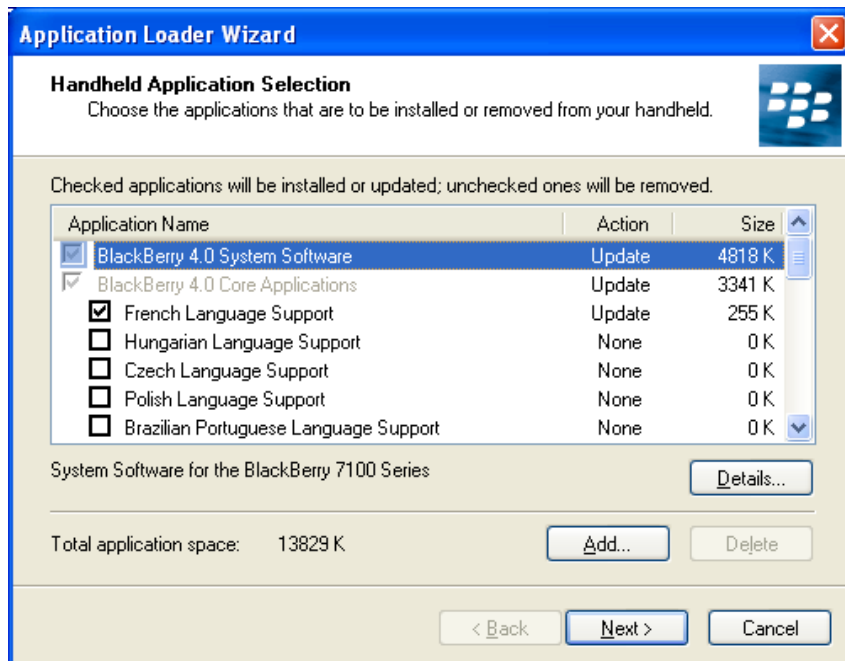 Application Loader Wizard
Handheld Application Selection
Choose the applications that are to be installed or removed from your handheld.
Checked applications will be installed or updated; unchecked ones will be removed.
Application Name Action Size
BlackBerry 4.0 System Software Update 4818 K
BlackBerry 4.0 Core Applications Update 3341 K
French Language Support Update 255 K
Hungarian Language Support None 0 K
Czech Language Support None 0 K
Polish Language Support None 0 K
Brazilian Portuguese Language Support None 0 K
System Software for the BlackBerry 7100 Series
Details...
Total application space: 13829 K Add... Delete
< Back Next > Cancel